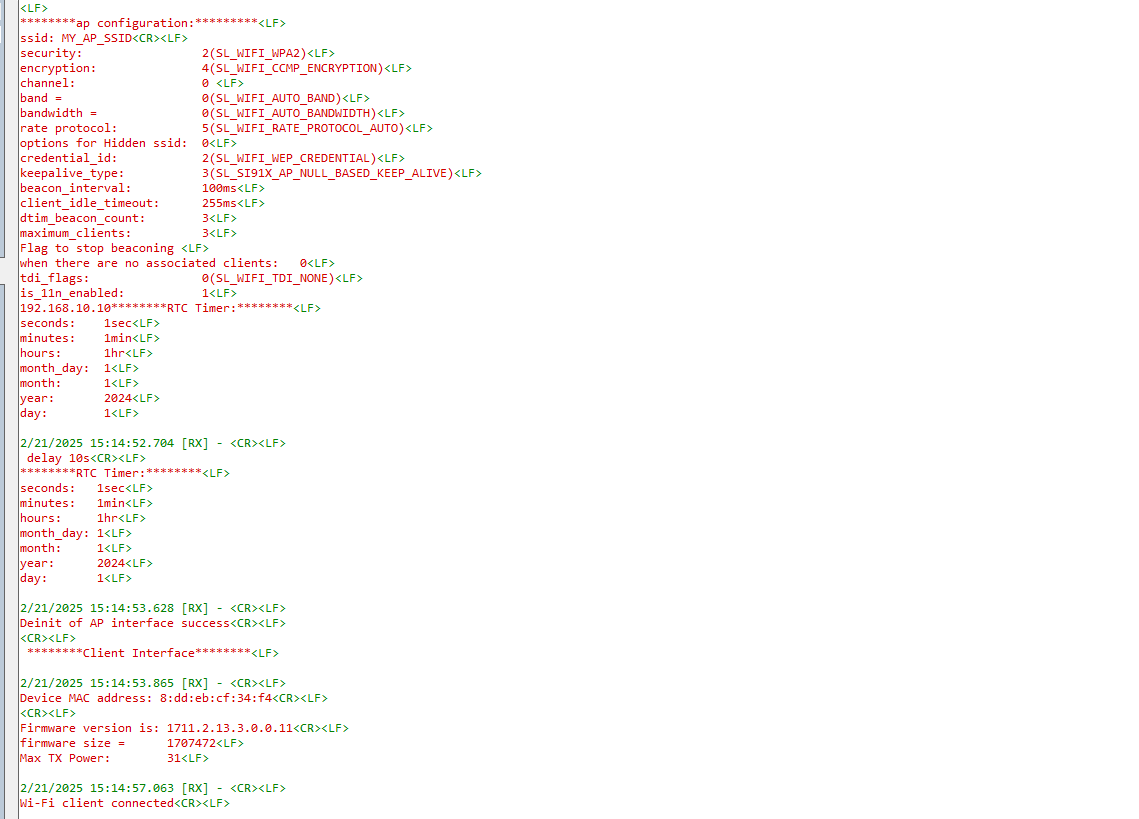 <LF>
********ap configuration:*********<LF>
ssid: MY_AP_SSID<CR><LF>
security: 2(SL_WIFI_WPA2)<LF>
encryption: 4(SL_WIFI_CCMP_ENCRYPTION)<LF>
channel: 0 <LF>
band = 0(SL_WIFI_AUTO_BAND)<LF>
bandwidth = 0(SL_WIFI_AUTO_BANDWIDTH)<LF>
rate protocol: 5(SL_WIFI_RATE_PROTOCOL_AUTO)<LF>
options for Hidden ssid: 0<LF>
credential_id: 2(SL_WIFI_WEP_CREDENTIAL)<LF>
keepalive_type: 3(SL_SI91X_AP_NULL_BASED_KEEP_ALIVE)<LF>
beacon_interval: 100ms<LF>
client_idle_timeout: 255ms<LF>
dtim_beacon_count: 3<LF>
maximum_clients: 3<LF>
Flag to stop beaconing <LF>
when there are no associated clients: 0<LF>
tdi_flags: 0(SL_WIFI_TDI_NONE)<LF>
is_11n_enabled: 1<LF>
192.168.10.10********RTC Timer:********<LF>
seconds: 1sec<LF>
minutes: 1min<LF>
hours: 1hr<LF>
month_day: 1<LF>
month: 1<LF>
year: 2024<LF>
day: 1<LF>
2/21/2025 15:14:52.704 [RX] - <CR><LF>
delay 10s<CR><LF>
********RTC Timer:********<LF>
seconds: 1sec<LF>
minutes: 1min<LF>
hours: 1hr<LF>
month_day: 1<LF>
month: 1<LF>
year: 2024<LF>
day: 1<LF>
2/21/2025 15:14:53.628 [RX] - <CR><LF>
Deinit of AP interface success<CR><LF>
<CR><LF>
********Client Interface********<LF>
2/21/2025 15:14:53.865 [RX] - <CR><LF>
Device MAC address: 8:dd:eb:cf:34:f4<CR><LF>
<CR><LF>
Firmware version is: 1711.2.13.3.0.0.11<CR><LF>
firmware size = 1707472<LF>
Max TX Power: 31<LF>
2/21/2025 15:14:57.063 [RX] - <CR><LF>
Wi-Fi client connected<CR><LF>